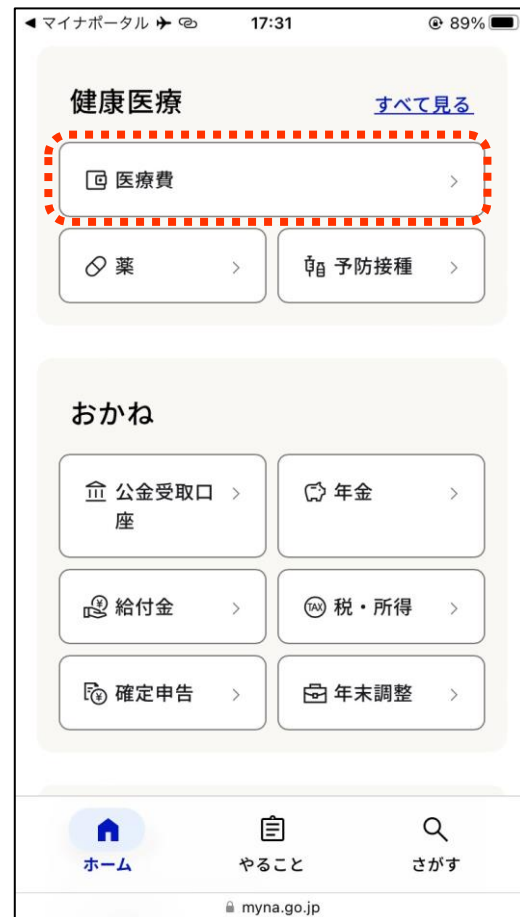 ◀ マイナポータル 17:31 89%
健康医療 すべて見る
医療費
薬 予防接種
おかね
公金受取口座 年金
給付金 TAX 税・所得
確定申告 年末調整
ホーム やること さがす
myna.go.jp